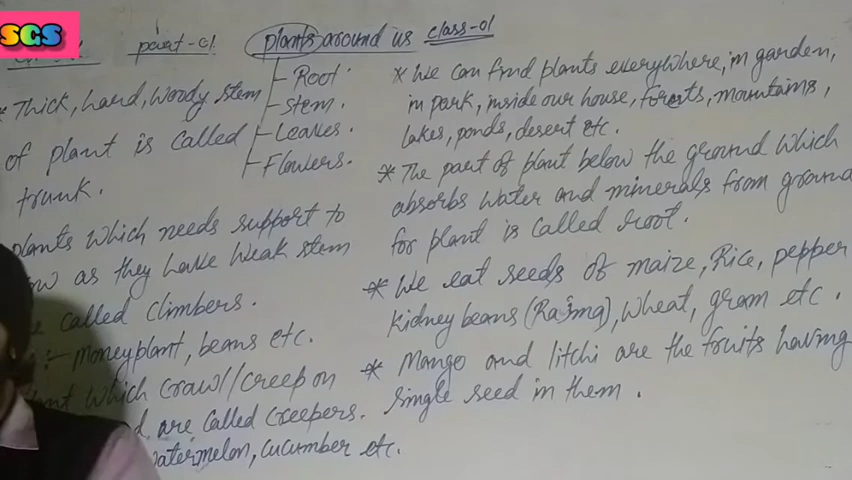 SGS
part-01
plants around us class-01
Root.
Stem.
Leaves.
Flowers.
* Thick, hard, woody stem
of plant is called
trunk.
plants which needs support to
as they have weak stem
called climbers.
:- moneyplant, beans etc.
which crawl/creep on
are called creepers.
watermelon, cucumber etc.
* We can find plants everywhere, in garden,
in park, inside our house, forests, mountains,
lakes, ponds, desert etc.
* The part of plant below the ground which
absorbs water and minerals from ground
for plant is called root.
* We eat seeds of maize, Rice, pepper
kidney beans (Rajma), wheat, gram etc.
* Mango and litchi are the fruits having
single seed in them.